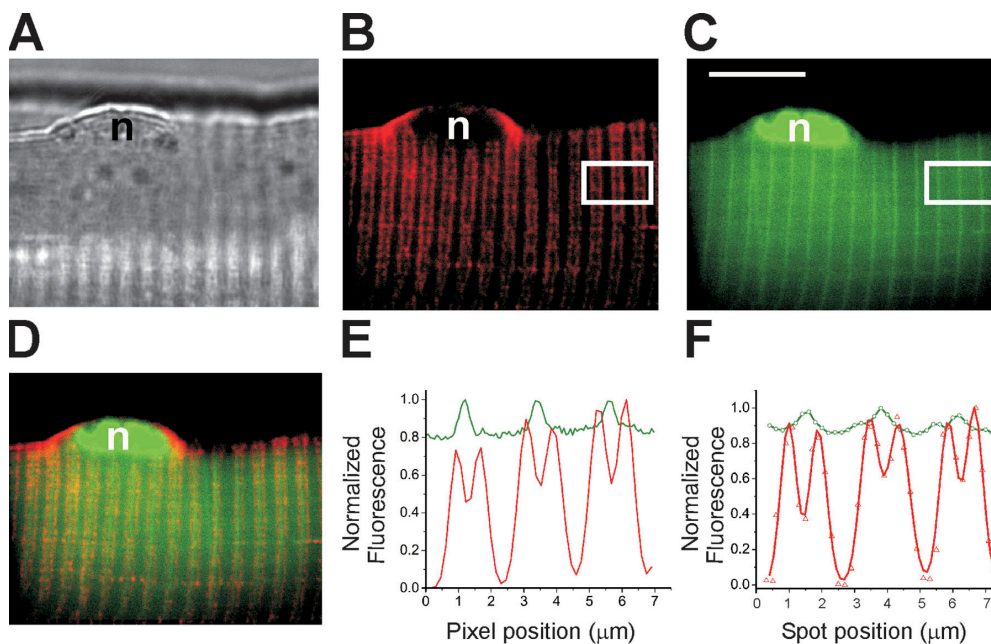 A
B
C
n
n
n
D
E
F
n
Normalized
Fluorescence
1.0
0.8
0.6
0.4
0.2
0.0
0
1
2
3
4
5
6
7
Pixel position (μm)
Normalized
Fluorescence
1.0
0.8
0.6
0.4
0.2
0.0
0
1
2
3
4
5
6
7
Spot position (μm)